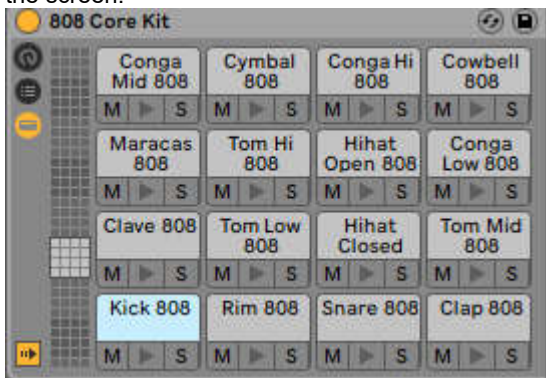 the screen.
808 Core Kit
Conga Mid 808
Cymbal 808
Conga Hi 808
Cowbell 808
M S M S M S M S
Maracas 808
Tom Hi 808
Hihat Open 808
Conga Low 808
M S M S M S M S
Clave 808
Tom Low 808
Hihat Closed
Tom Mid 808
M S M S M S M S
Kick 808
Rim 808
Snare 808
Clap 808
M S M S M S M S